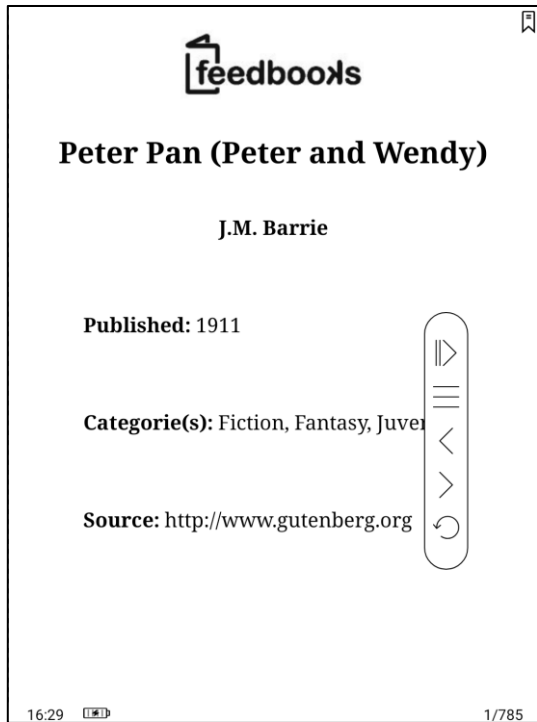 feedbooks
Peter Pan (Peter and Wendy)
J.M. Barrie
Published: 1911
Categorie(s): Fiction, Fantasy,
Source: http://www.gutenberg.org
16:29
1/785